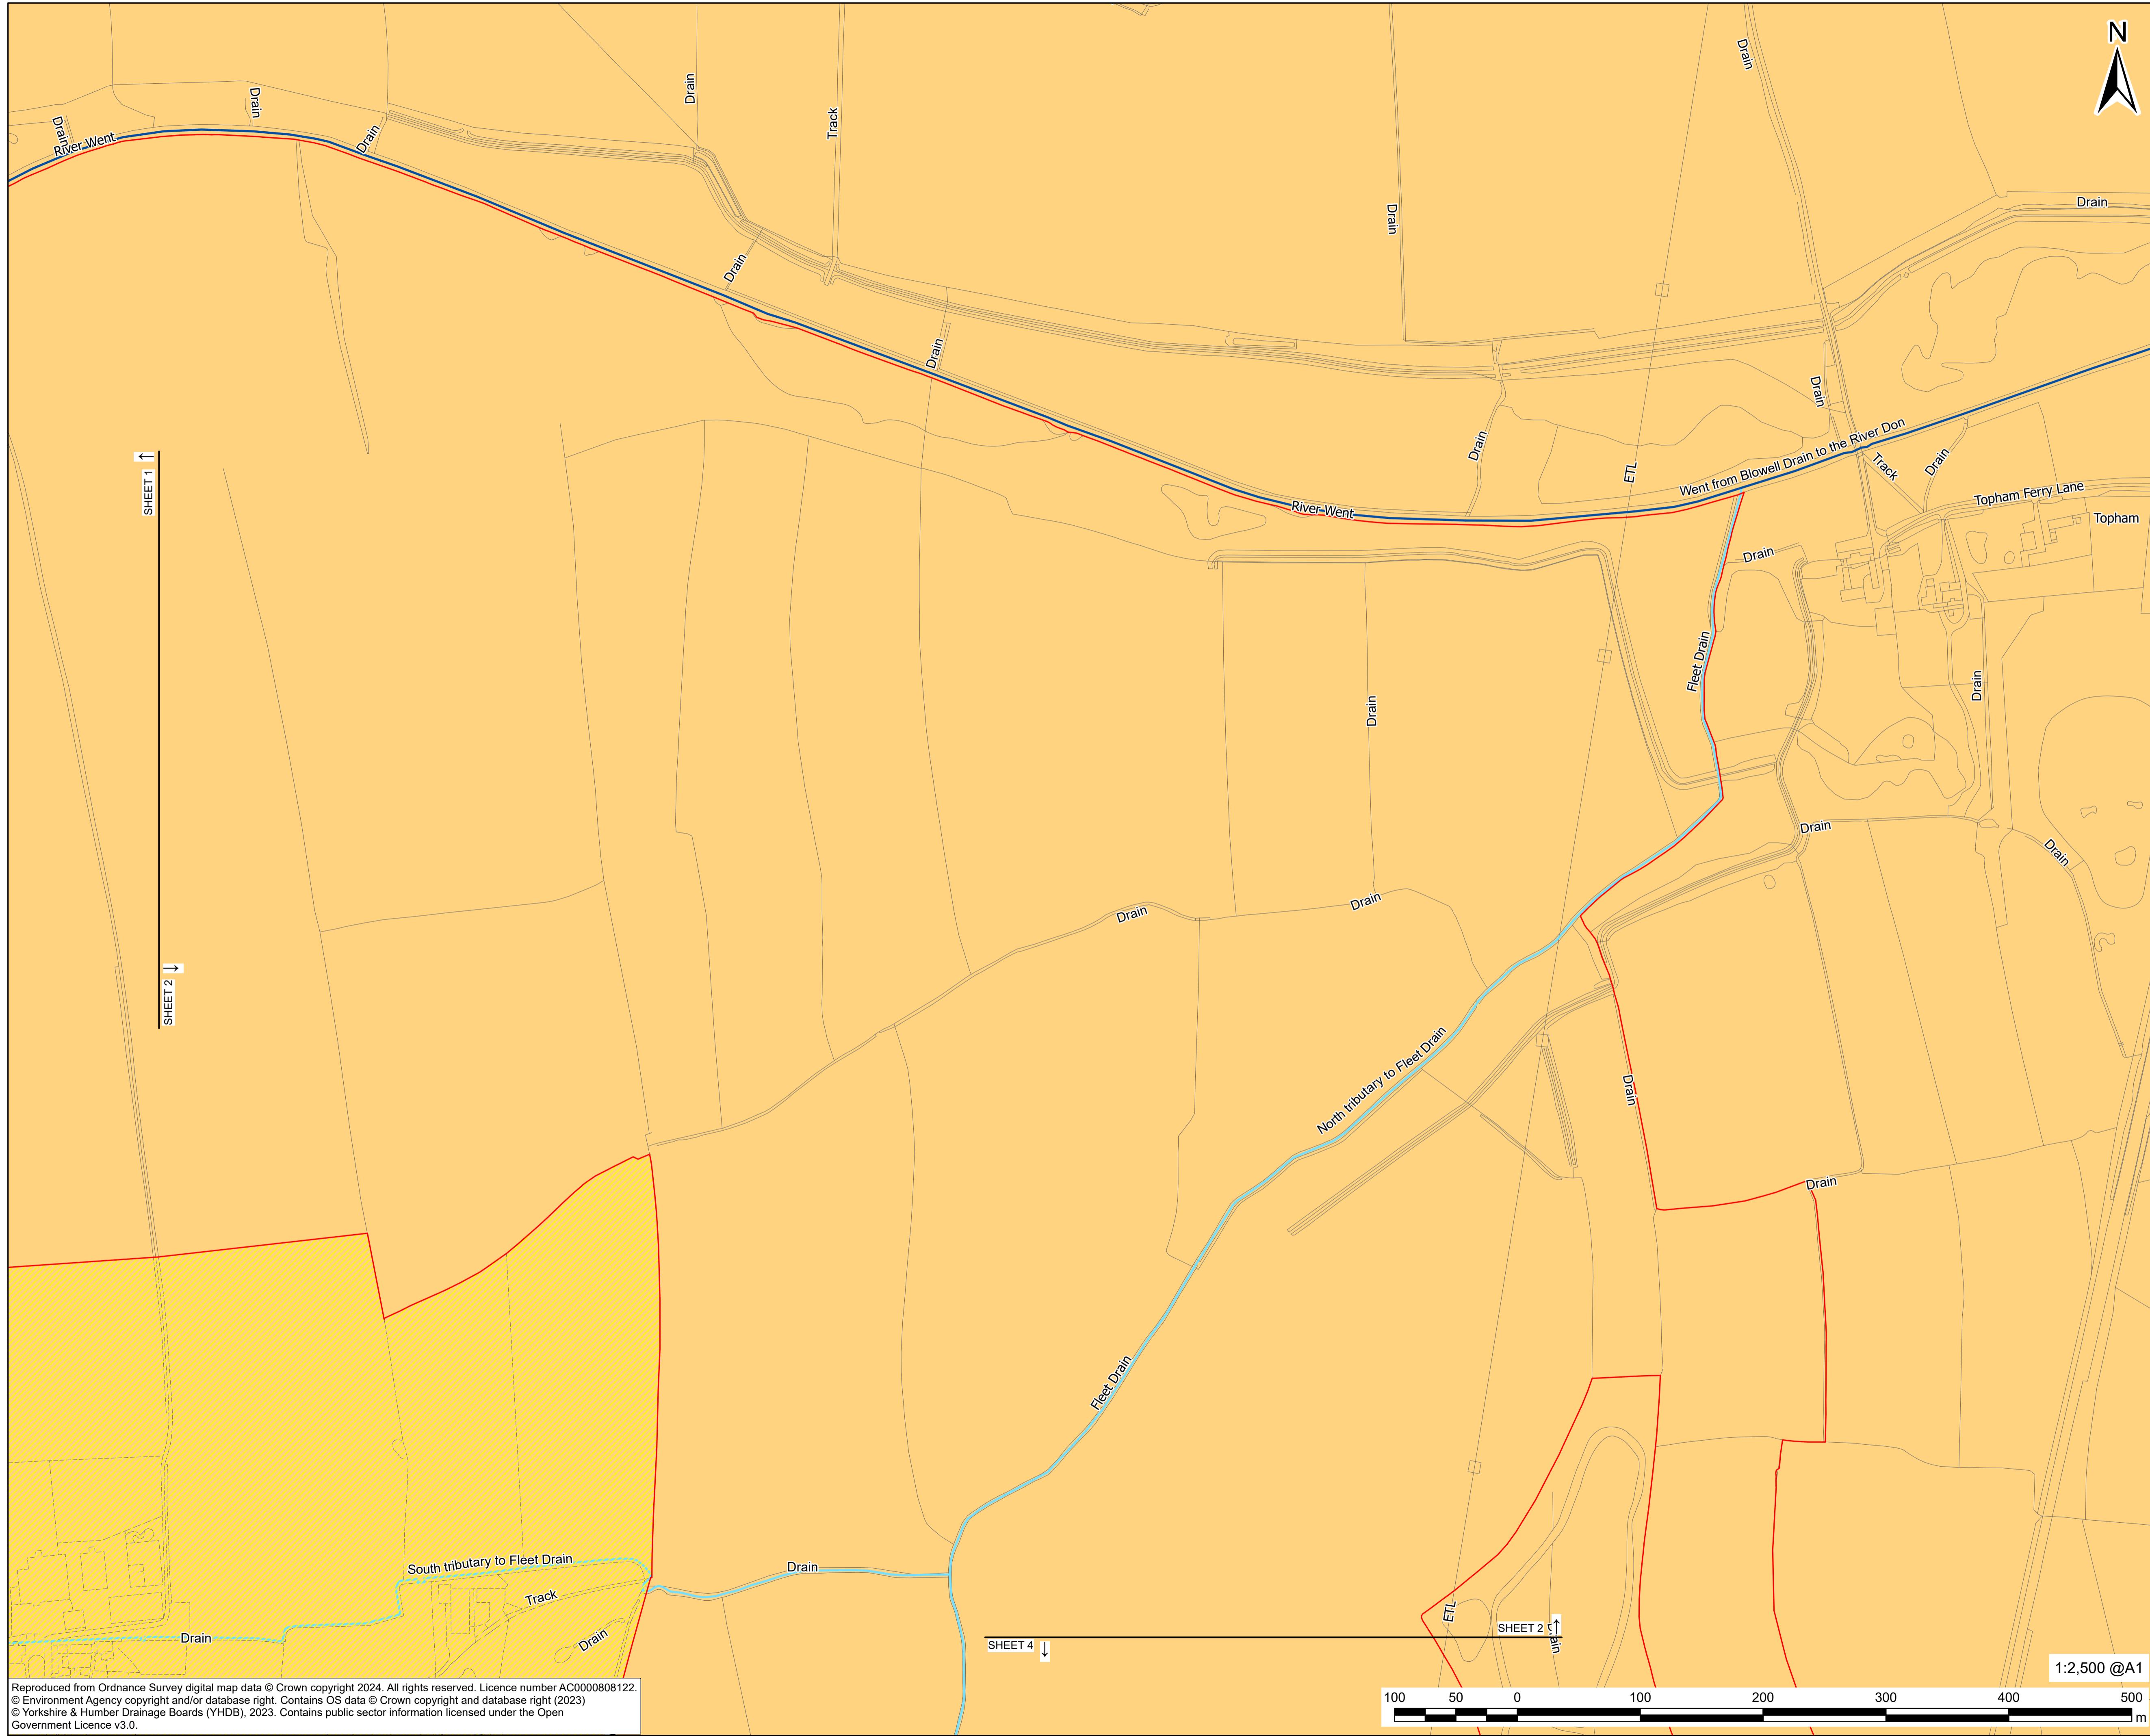 N
Drain
Drain
Drain
Track
Drain
Drain
River Went
Drain
Drain
Drain
Drain
Drain
Drain
Drain
Went from Blowell Drain to the River Don
ETL
Track
Drain
Topham Ferry Lane
Topham
River Went
SHEET 1
←
→
SHEET 2
Drain
Fleet Drain
Drain
Drain
Drain
Drain
Drain
Drain
North tributary to Fleet Drain
Drain
Drain
Fleet Drain
South tributary to Fleet Drain
Drain
Track
Drain
Drain
ETL
SHEET 2 ↑
SHEET 4 ↓
1:2,500 @A1
100 50 0 100 200 300 400 500
m
Reproduced from Ordnance Survey digital map data © Crown copyright 2024. All rights reserved. Licence number AC0000808122.
© Environment Agency copyright and/or database right. Contains OS data © Crown copyright and database right (2023)
© Yorkshire & Humber Drainage Boards (YHDB), 2023. Contains public sector information licensed under the Open
Government Licence v3.0.